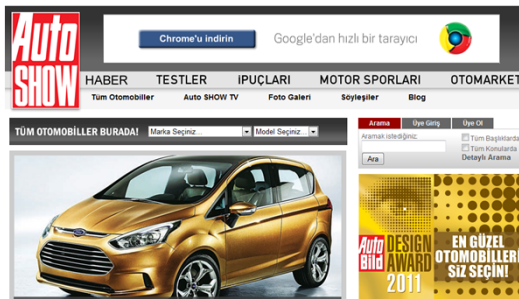 Auto
SHOW
Chrome'u indirin
Google'dan hızlı bir tarayıcı
HABER TESTLER İPUÇLARI MOTOR SPORLARI OTOMARKET
Tüm Otomobiller Auto SHOW TV Foto Galeri Söyleşiler Blog
TÜM OTOMOBİLLER BURADA! Marka Seçiniz... Model Seçiniz...
Arama Üye Giriş Üye Ol
Aramak istediğiniz:
Tüm Başlıklarda
Tüm Konularda
Ara Detaylı Arama
Ford
Auto
Bild
DESIGN
AWARD
2011
EN GÜZEL
OTOMOBİLLERİ
SİZ SEÇİN!